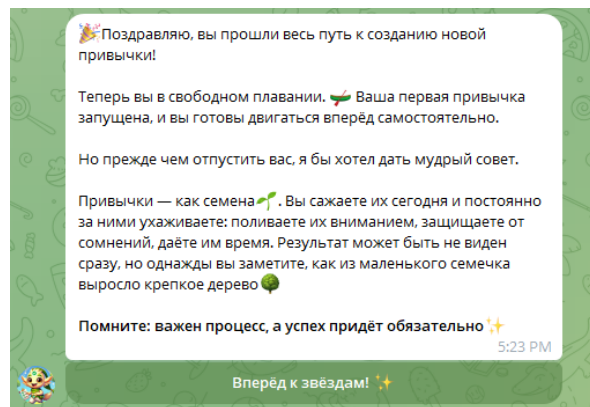 🎉Поздравляю, вы прошли весь путь к созданию новой
привычки!
Теперь вы в свободном плавании. 🛶 Ваша первая привычка
запущена, и вы готовы двигаться вперёд самостоятельно.
Но прежде чем отпустить вас, я бы хотел дать мудрый совет.
Привычки — как семена🌱. Вы сажаете их сегодня и постоянно
за ними ухаживаете: поливаете их вниманием, защищаете от
сомнений, даёте им время. Результат может быть не виден
сразу, но однажды вы заметите, как из маленького семечка
выросло крепкое дерево🌳
Помните: важен процесс, а успех придёт обязательно✨
5:23 PM
Вперёд к звёздам! ✨